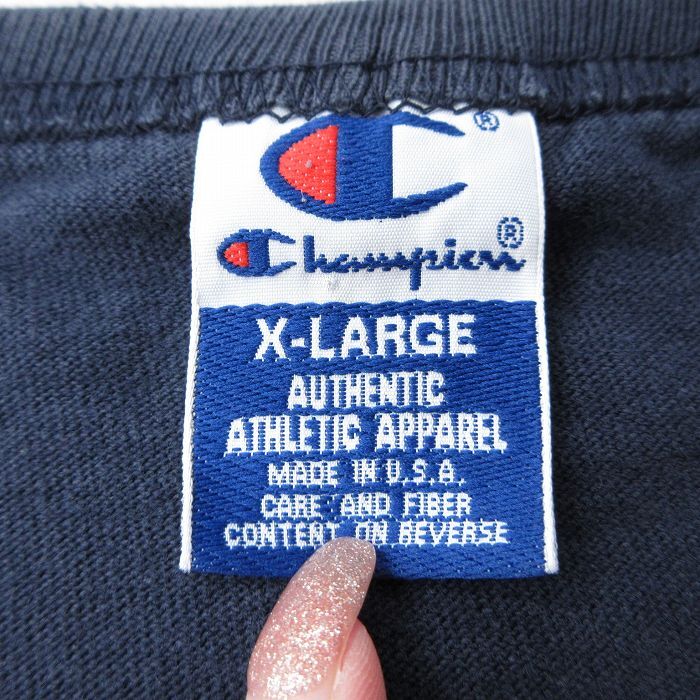 ®
Champion®
X-LARGE
AUTHENTIC
ATHLETIC APPAREL
MADE IN U.S.A.
CARE AND FIBER
CONTENT ON REVERSE